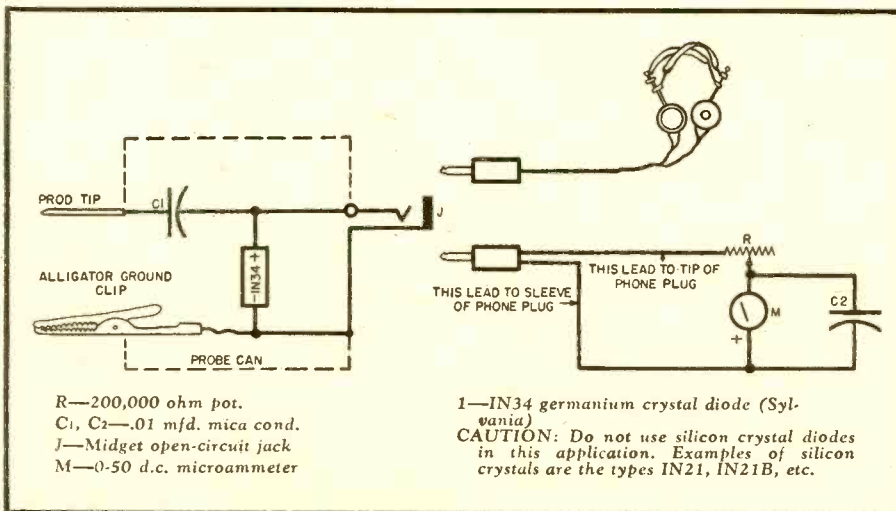 PROD TIP
C1
+
IN34
-
J
ALLIGATOR GROUND
CLIP
PROBE CAN
R
THIS LEAD TO TIP OF
PHONE PLUG
THIS LEAD TO SLEEVE
OF PHONE PLUG
M
+
C2
R—200,000 ohm pot.
C1, C2—.01 mfd. mica cond.
J—Midget open-circuit jack
M—0-50 d.c. microammeter
1—IN34 germanium crystal diode (Syl-
vania)
CAUTION: Do not use silicon crystal diodes
in this application. Examples of silicon
crystals are the types IN21, IN21B, etc.